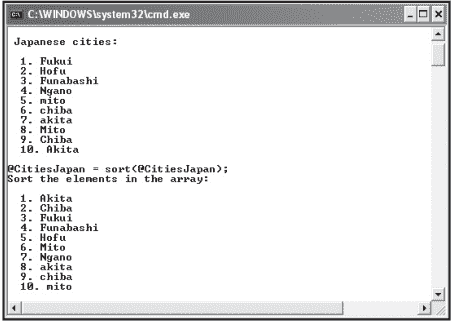 C:\WINDOWS\system32\cmd.exe
Japanese cities:
1. Fukui
2. Hofu
3. Funabashi
4. Ngano
5. mito
6. chiba
7. akita
8. Mito
9. Chiba
10. Akita
@CitiesJapan = sort(@CitiesJapan);
Sort the elements in the array:
1. Akita
2. Chiba
3. Fukui
4. Funabashi
5. Hofu
6. Mito
7. Ngano
8. akita
9. chiba
10. mito